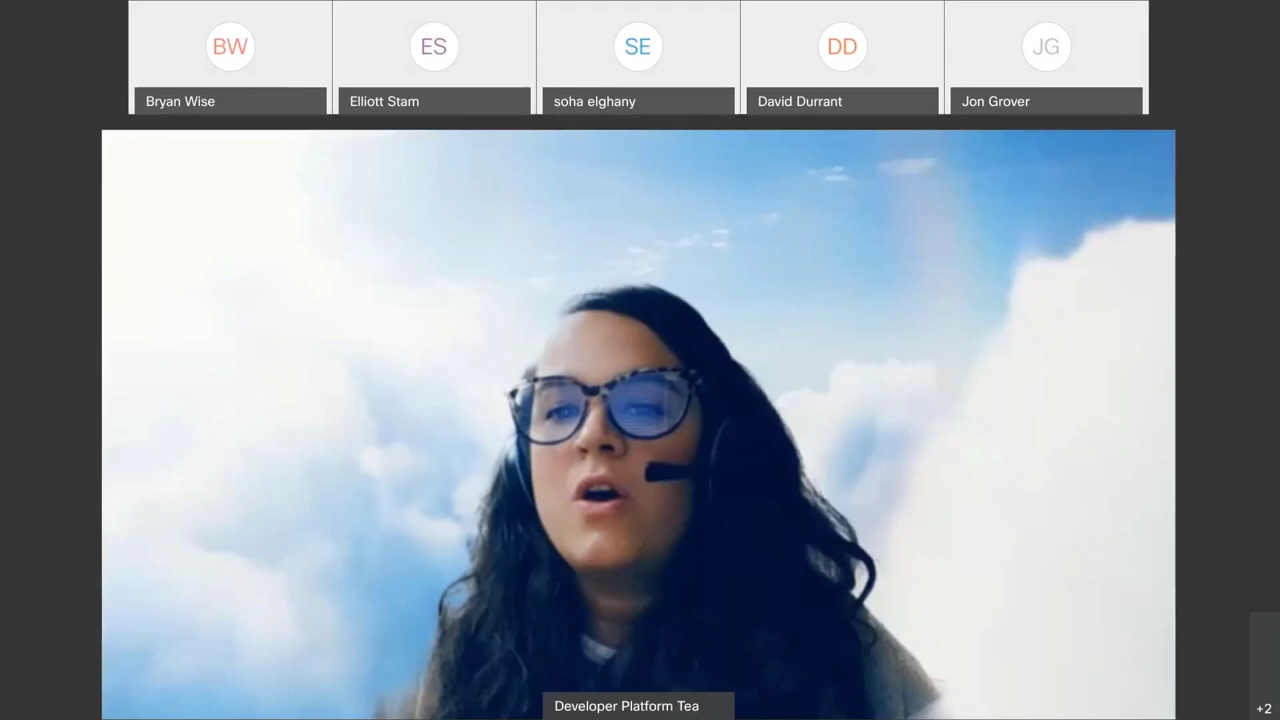 BW
ES
SE
DD
JG
Bryan Wise
Elliott Stam
soha elghany
David Durrant
Jon Grover
Developer Platform Tea
+2